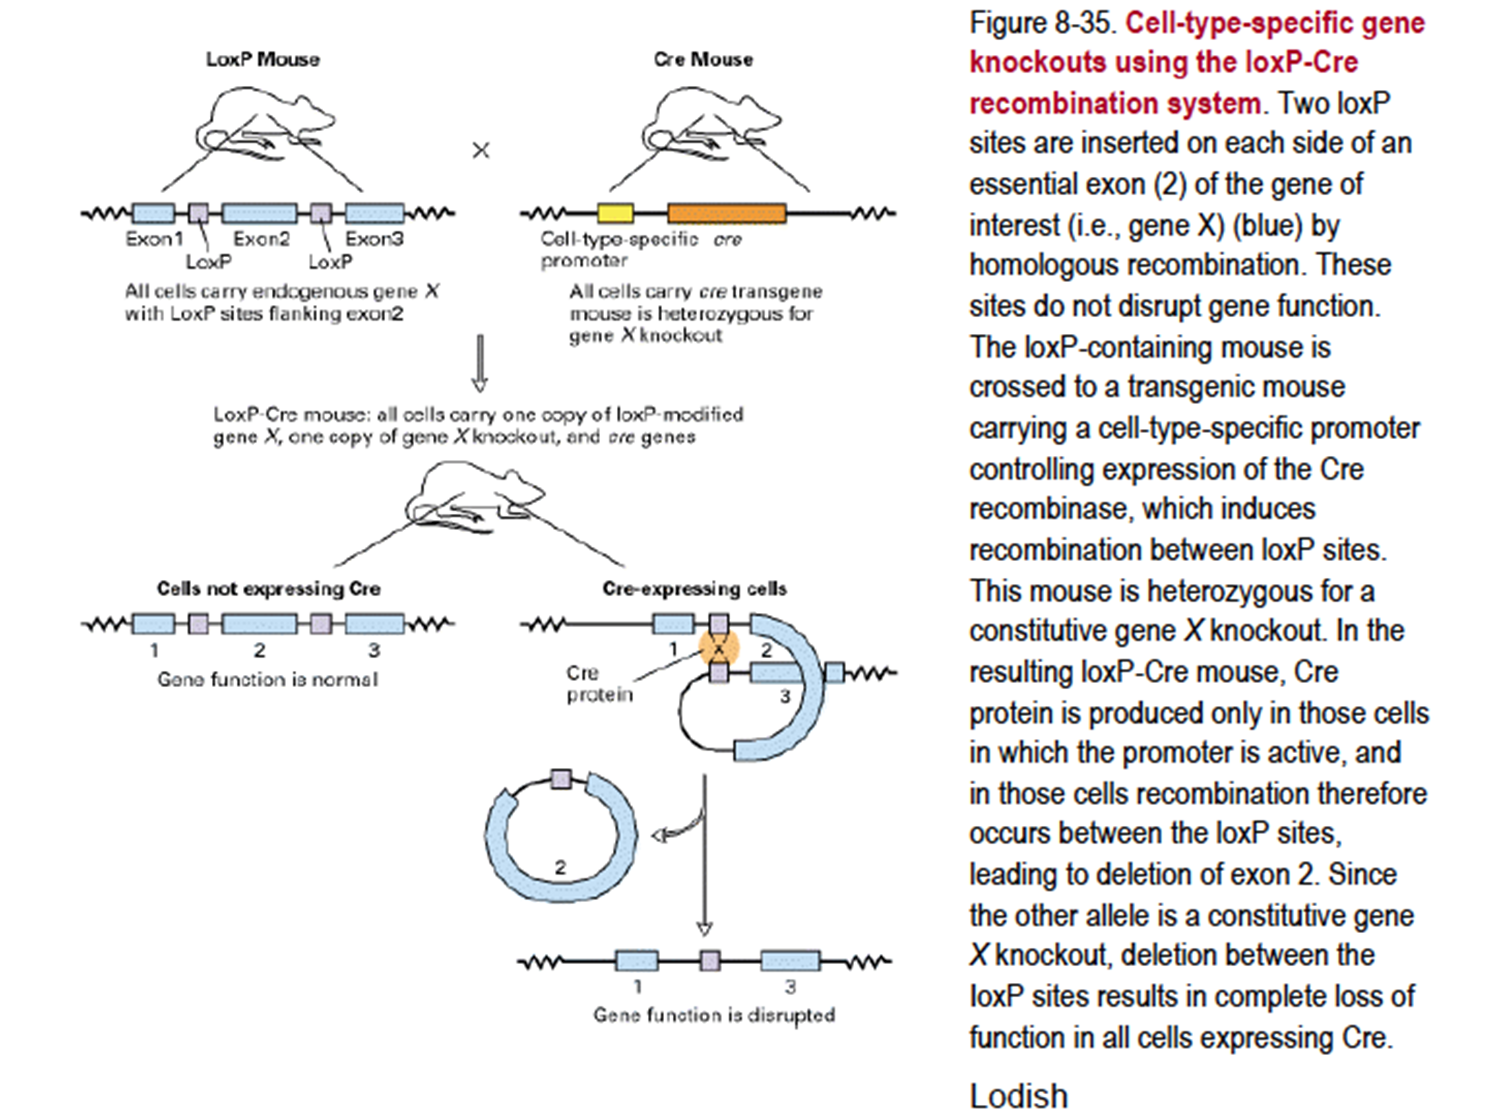 LoxP Mouse
Cre Mouse
×
Exon1
Exon2
Exon3
LoxP
LoxP
Cell-type-specific cre
promoter
All cells carry endogenous gene X
with LoxP sites flanking exon2
All cells carry cre transgene
mouse is heterozygous for
gene X knockout
LoxP-Cre mouse: all cells carry one copy of loxP-modified
gene X, one copy of gene X knockout, and cre genes
Cells not expressing Cre
1
2
3
Gene function is normal
Cre-expressing cells
1
x
2
Cre
protein
3
2
1
3
Gene function is disrupted
Figure 8-35. Cell-type-specific gene
knockouts using the loxP-Cre
recombination system. Two loxP
sites are inserted on each side of an
essential exon (2) of the gene of
interest (i.e., gene X) (blue) by
homologous recombination. These
sites do not disrupt gene function.
The loxP-containing mouse is
crossed to a transgenic mouse
carrying a cell-type-specific promoter
controlling expression of the Cre
recombinase, which induces
recombination between loxP sites.
This mouse is heterozygous for a
constitutive gene X knockout. In the
resulting loxP-Cre mouse, Cre
protein is produced only in those cells
in which the promoter is active, and
in those cells recombination therefore
occurs between the loxP sites,
leading to deletion of exon 2. Since
the other allele is a constitutive gene
X knockout, deletion between the
loxP sites results in complete loss of
function in all cells expressing Cre.
Lodish